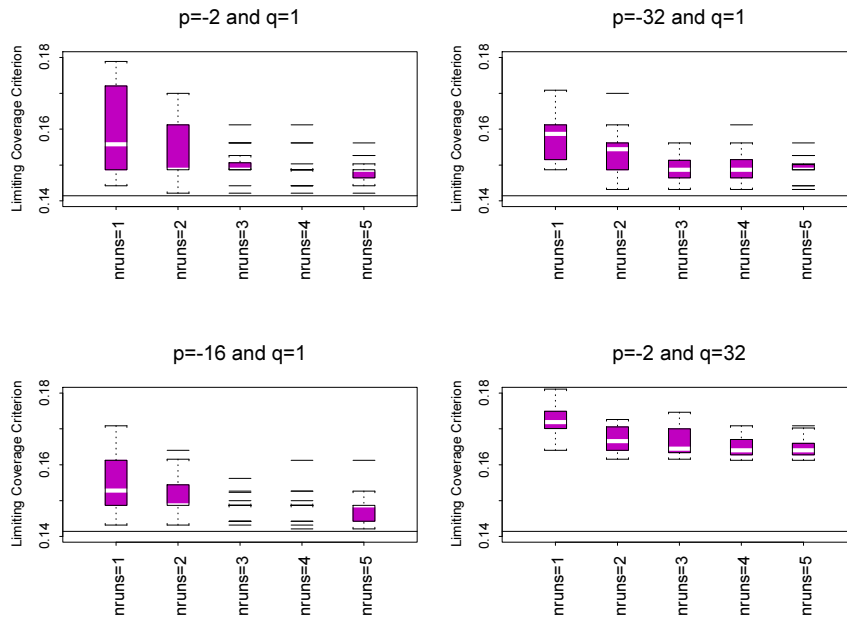 p=-2 and q=1
Limiting Coverage Criterion
0.18
0.16
0.14
nruns=1
nruns=2
nruns=3
nruns=4
nruns=5
p=-32 and q=1
Limiting Coverage Criterion
0.18
0.16
0.14
nruns=1
nruns=2
nruns=3
nruns=4
nruns=5
p=-16 and q=1
Limiting Coverage Criterion
0.18
0.16
0.14
nruns=1
nruns=2
nruns=3
nruns=4
nruns=5
p=-2 and q=32
Limiting Coverage Criterion
0.18
0.16
0.14
nruns=1
nruns=2
nruns=3
nruns=4
nruns=5